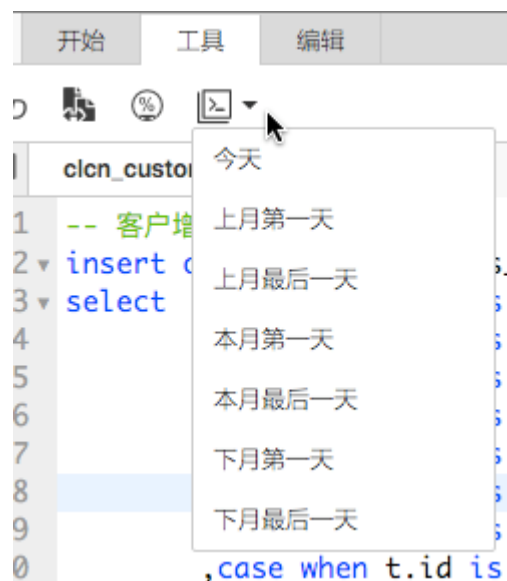 开始 工具 编辑
%
clcn_custo
今天
上月第一天
上月最后一天
本月第一天
本月最后一天
下月第一天
下月最后一天
1 -- 客户增
2 insert
3 select
4
5
6
7
8
9
0 ,case when t.id is